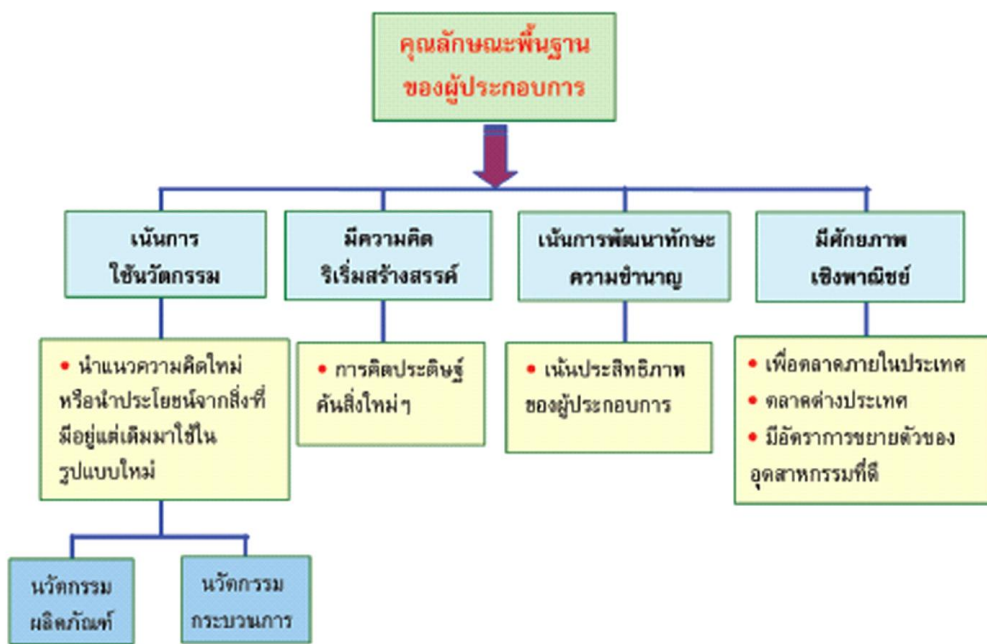 คุณลักษณะพื้นฐาน
ของผู้ประกอบการ
เน้นการ
ใช้นวัตกรรม
มีความคิด
ริเริ่มสร้างสรรค์
เน้นการพัฒนาทักษะ
ความชำนาญ
มีศักยภาพ
เชิงพาณิชย์
• นำแนวความคิดใหม่
หรือนำประโยชน์จากสิ่งที่
มีอยู่แต่เดิมมาใช้ใน
รูปแบบใหม่
• การคิดประดิษฐ์
ค้นสิ่งใหม่ๆ
• เน้นประสิทธิภาพ
ของผู้ประกอบการ
• เพื่อตลาดภายในประเทศ
• ตลาดต่างประเทศ
• มีอัตราการขยายตัวของ
อุตสาหกรรมที่ดี
นวัตกรรม
ผลิตภัณฑ์
นวัตกรรม
กระบวนการ